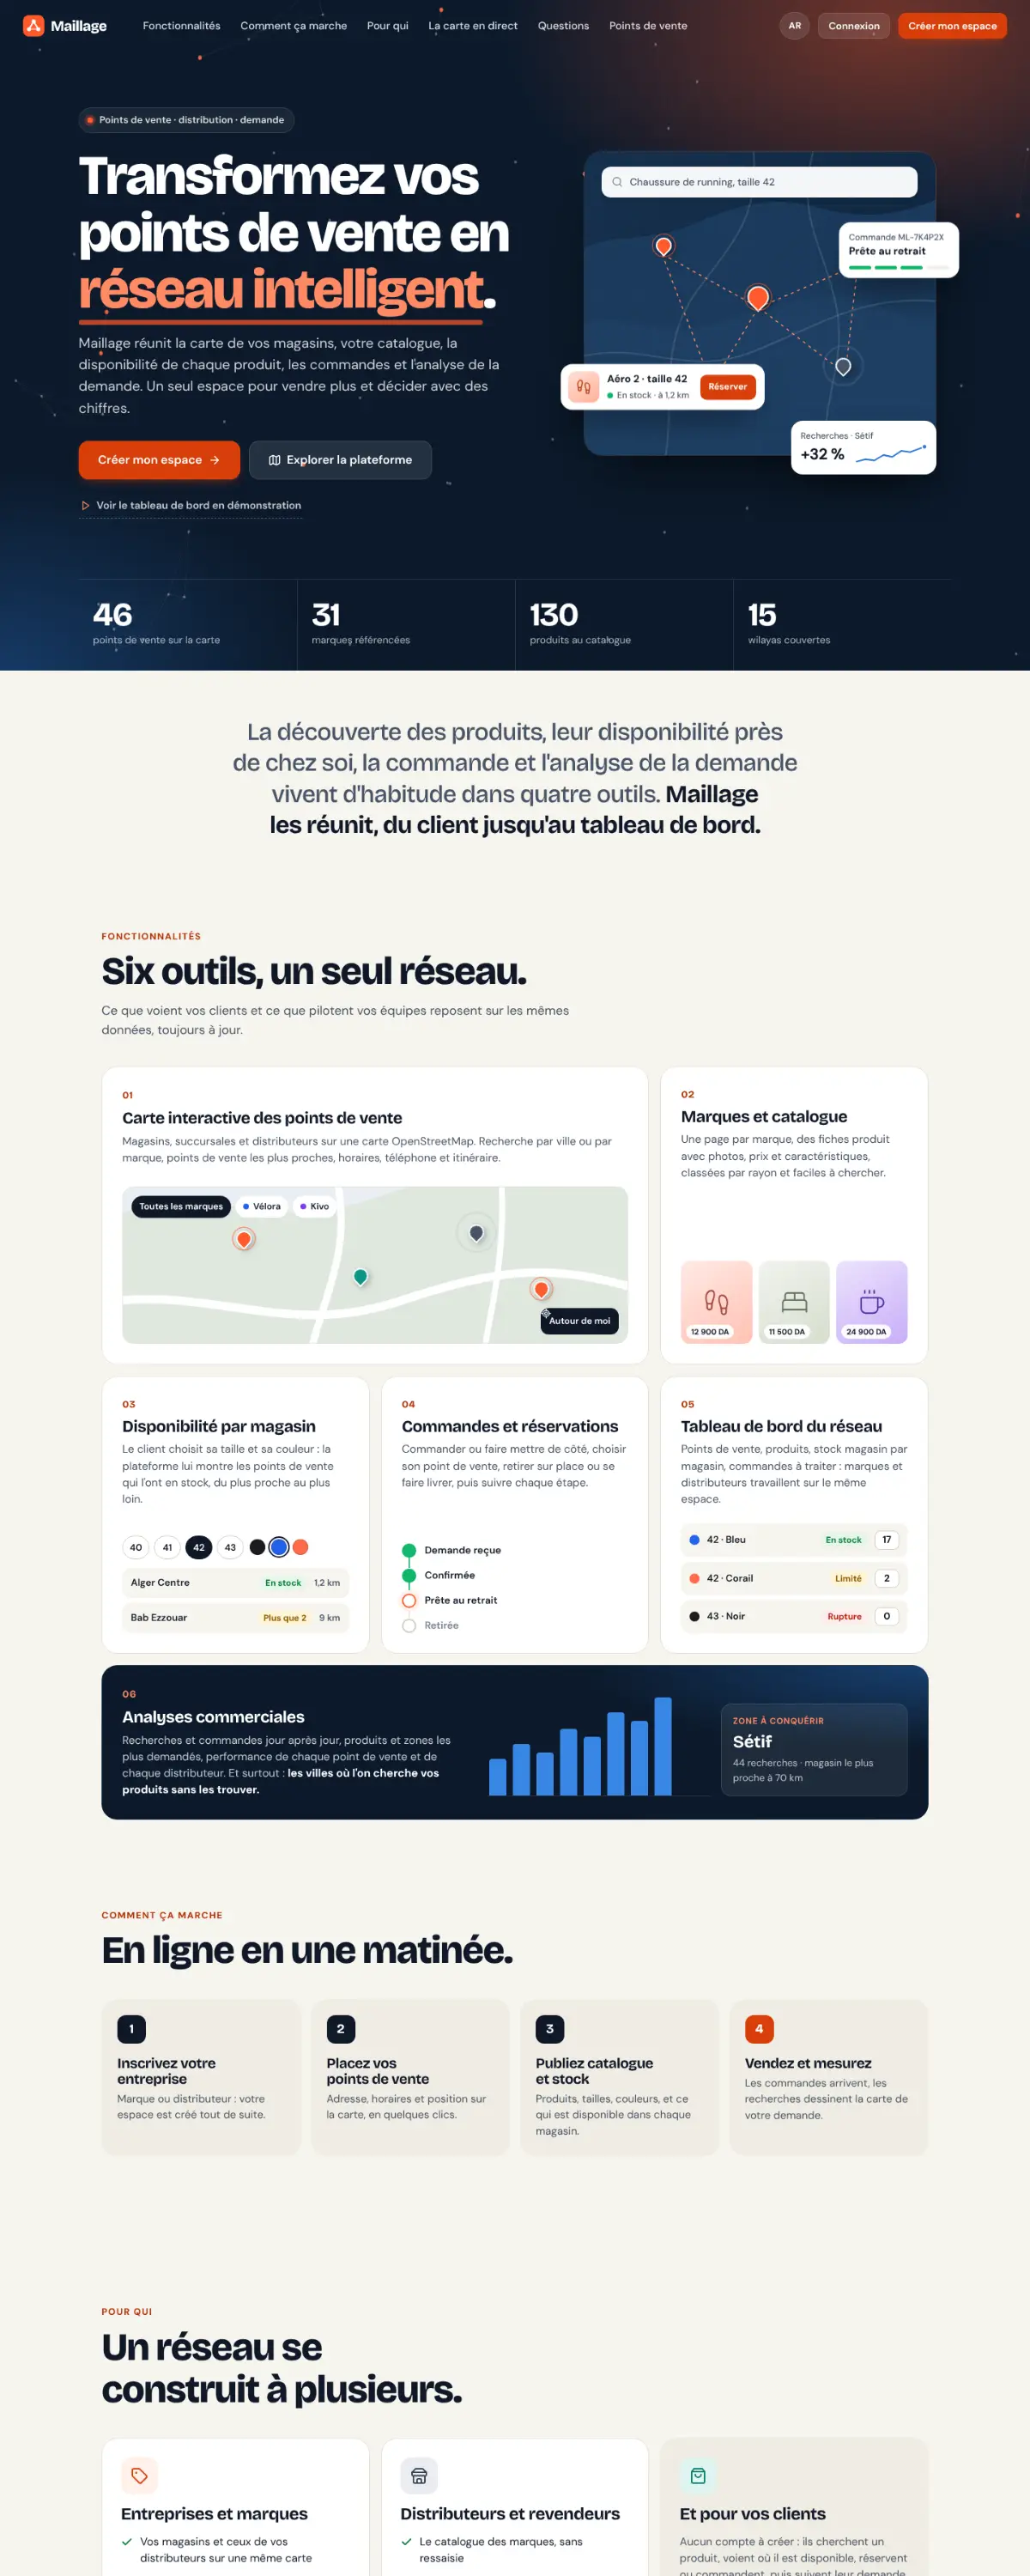 Maillage
Fonctionnalités
Comment ça marche
Pour qui
La carte en direct
Questions
Points de vente
AR
Connexion
Créer mon espace
Points de vente · distribution · demande
Transformez vos
points de vente en
réseau intelligent.
Maillage réunit la carte de vos magasins, votre catalogue, la
disponibilité de chaque produit, les commandes et l'analyse de la
demande. Un seul espace pour vendre plus et décider avec des
chiffres.
Créer mon espace
Explorer la plateforme
Voir le tableau de bord en démonstration
Chaussure de running, taille 42
Commande ML-7K4P2X
Prête au retrait
Aéro 2 · taille 42
En stock · à 1,2 km
Réserver
Recherches · Sétif
+32 %
46
points de vente sur la carte
31
marques référencées
130
produits au catalogue
15
wilayas couvertes
La découverte des produits, leur disponibilité près
de chez soi, la commande et l'analyse de la demande
vivent d'habitude dans quatre outils. Maillage
les réunit, du client jusqu'au tableau de bord.
FONCTIONNALITÉS
Six outils, un seul réseau.
Ce que voient vos clients et ce que pilotent vos équipes reposent sur les mêmes
données, toujours à jour.
01
Carte interactive des points de vente
Magasins, succursales et distributeurs sur une carte OpenStreetMap. Recherche par ville ou par
marque, points de vente les plus proches, horaires, téléphone et itinéraire.
Toutes les marques
Vélora
Kivo
Autour de moi
02
Marques et catalogue
Une page par marque, des fiches produit
avec photos, prix et caractéristiques,
classées par rayon et faciles à chercher.
12 900 DA
11 500 DA
24 900 DA
03
Disponibilité par magasin
Le client choisit sa taille et sa couleur : la
plateforme lui montre les points de vente
qui l'ont en stock, du plus proche au plus
loin.
40
41
42
43
Alger Centre
En stock
1,2 km
Bab Ezzouar
Plus que 2
9 km
04
Commandes et réservations
Commander ou faire mettre de côté, choisir
son point de vente, retirer sur place ou se
faire livrer, puis suivre chaque étape.
Demande reçue
Confirmée
Prête au retrait
Retirée
05
Tableau de bord du réseau
Points de vente, produits, stock magasin par
magasin, commandes à traiter : marques et
distributeurs travaillent sur le même
espace.
42 · Bleu
En stock
17
42 · Corail
Limité
2
43 · Noir
Rupture
0
06
Analyses commerciales
Recherches et commandes jour après jour, produits et zones les
plus demandés, performance de chaque point de vente et de
chaque distributeur. Et surtout : les villes où l'on cherche vos
produits sans les trouver.
ZONE À CONQUÉRIR
Sétif
44 recherches · magasin le plus
proche à 70 km
COMMENT ÇA MARCHE
En ligne en une matinée.
1
Inscrivez votre
entreprise
Marque ou distributeur : votre
espace est créé tout de suite.
2
Placez vos
points de vente
Adresse, horaires et position sur
la carte, en quelques clics.
3
Publiez catalogue
et stock
Produits, tailles, couleurs, et ce
qui est disponible dans chaque
magasin.
4
Vendez et mesurez
Les commandes arrivent, les
recherches dessinent la carte de
votre demande.
POUR QUI
Un réseau se
construit à plusieurs.
Entreprises et marques
Vos magasins et ceux de vos
distributeurs sur une même carte
Distributeurs et revendeurs
Le catalogue des marques, sans
ressaisie
Et pour vos clients
Aucun compte à créer : ils cherchent un
produit, voient où il est disponible, réservent
ou commandent, puis suivent leur demande